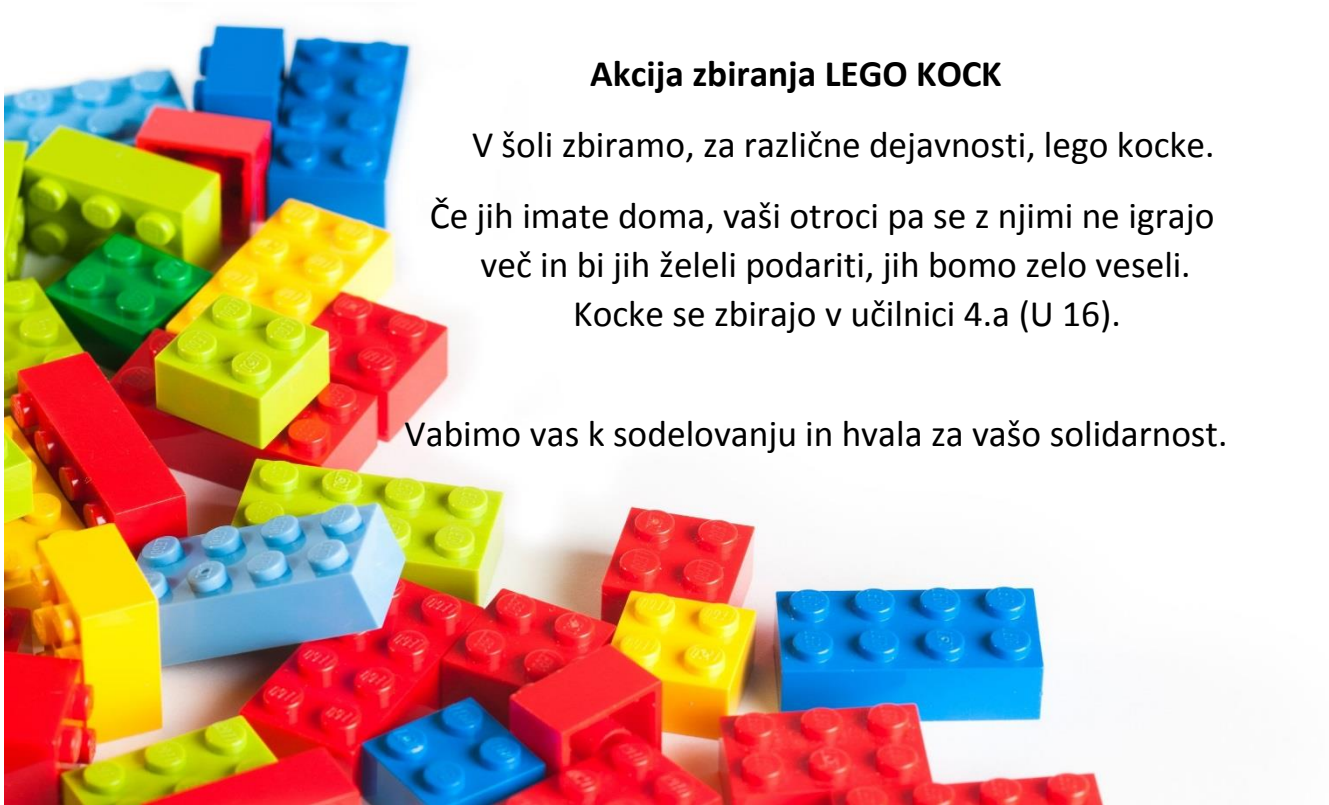 Akcija zbiranja LEGO KOCK
V šoli zbiramo, za različne dejavnosti, lego kocke.
Če jih imate doma, vaši otroci pa se z njimi ne igrajo
več in bi jih želeli podariti, jih bomo zelo veseli.
Kocke se zbirajo v učilnici 4.a (U 16).
Vabimo vas k sodelovanju in hvala za vašo solidarnost.